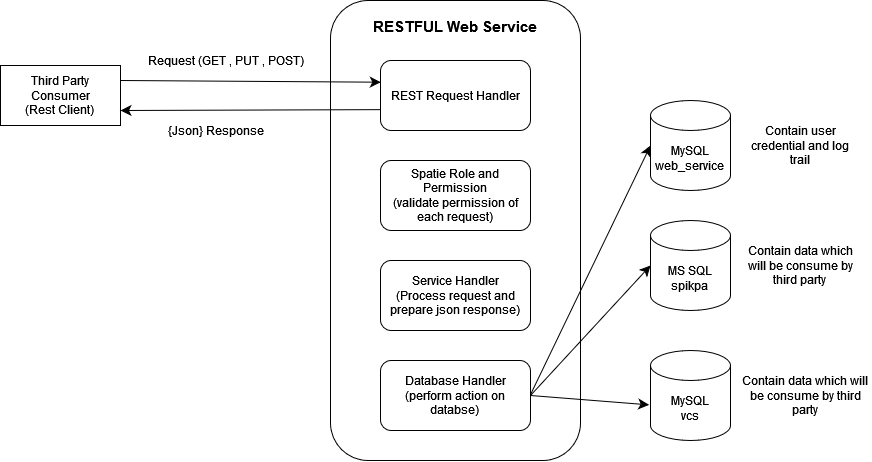 RESTFUL Web Service
Request (GET , PUT , POST)
Third Party
Consumer
(Rest Client)
{Json} Response
REST Request Handler
Spatie Role and
Permission
(validate permission of
each request)
Service Handler
(Process request and
prepare json response)
Database Handler
(perform action on
databse)
MySQL
web_service
Contain user
credential and log
trail
MS SQL
spikpa
Contain data which
will be consume by
third party
MySQL
vcs
Contain data which will
be consume by third
party